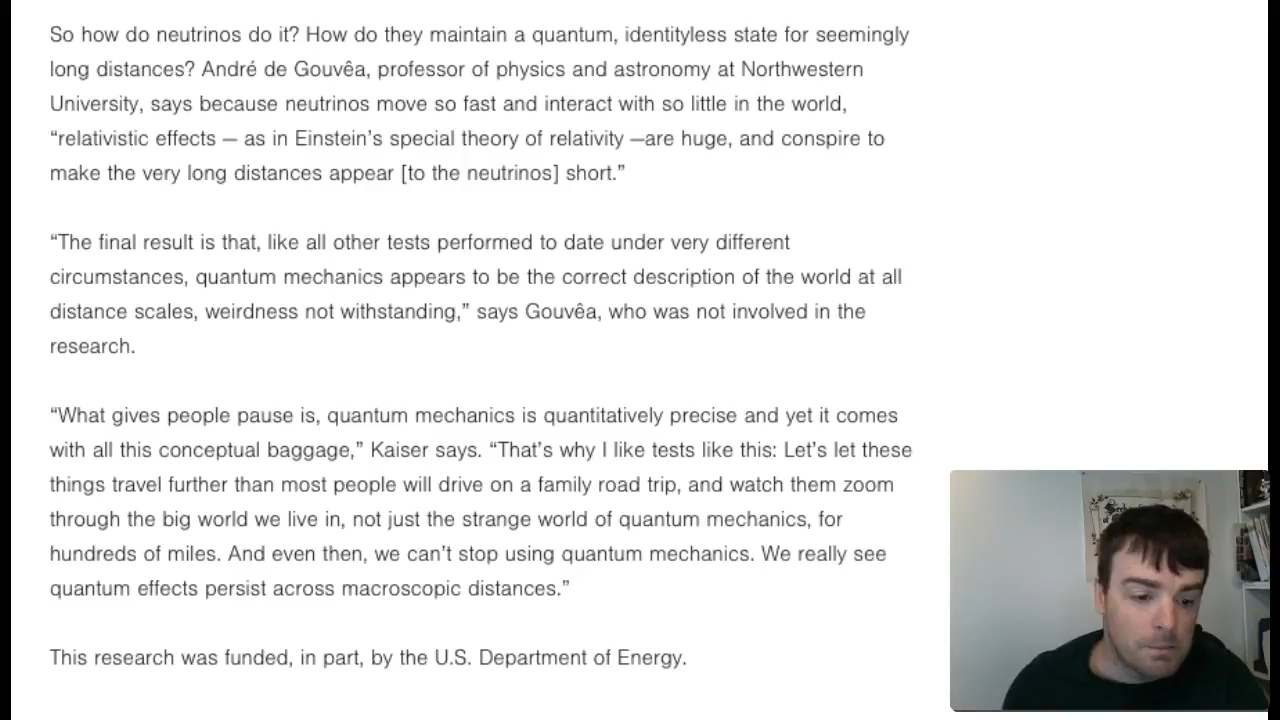 So how do neutrinos do it? How do they maintain a quantum, identityless state for seemingly
long distances? André de Gouvêa, professor of physics and astronomy at Northwestern
University, says because neutrinos move so fast and interact with so little in the world,
“relativistic effects — as in Einstein’s special theory of relativity —are huge, and conspire to
make the very long distances appear [to the neutrinos] short.”
“The final result is that, like all other tests performed to date under very different
circumstances, quantum mechanics appears to be the correct description of the world at all
distance scales, weirdness not withstanding,” says Gouvêa, who was not involved in the
research.
“What gives people pause is, quantum mechanics is quantitatively precise and yet it comes
with all this conceptual baggage,” Kaiser says. “That’s why I like tests like this: Let’s let these
things travel further than most people will drive on a family road trip, and watch them zoom
through the big world we live in, not just the strange world of quantum mechanics, for
hundreds of miles. And even then, we can’t stop using quantum mechanics. We really see
quantum effects persist across macroscopic distances.”
This research was funded, in part, by the U.S. Department of Energy.